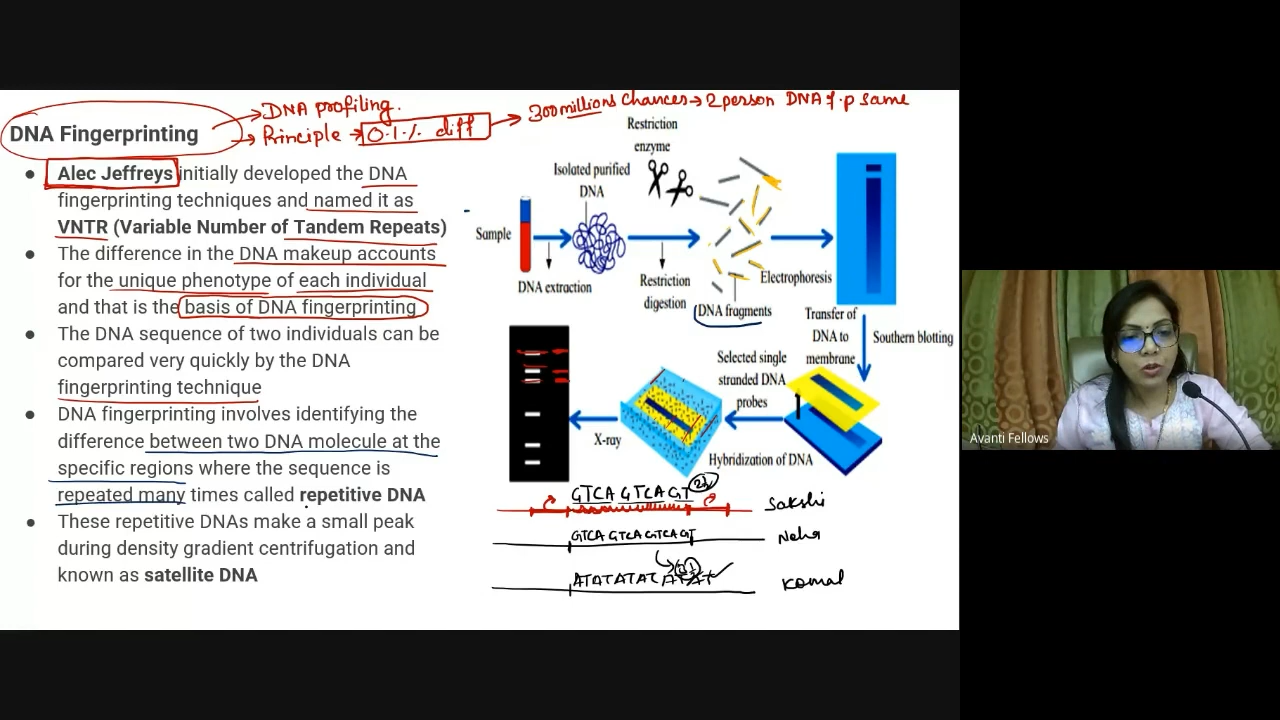 → DNA profiling.
DNA Fingerprinting
→ Principle → 0.1% diff → 300 millions Chances → 2 person DNA f.p same
● Alec Jeffreys initially developed the DNA
fingerprinting techniques and named it as
VNTR (Variable Number of Tandem Repeats)
● The difference in the DNA makeup accounts
for the unique phenotype of each individual
and that is the basis of DNA fingerprinting
● The DNA sequence of two individuals can be
compared very quickly by the DNA
fingerprinting technique
● DNA fingerprinting involves identifying the
difference between two DNA molecule at the
specific regions where the sequence is
repeated many times called repetitive DNA
● These repetitive DNAs make a small peak
during density gradient centrifugation and
known as satellite DNA
Restriction
enzyme
Isolated purified
DNA
Sample
DNA extraction
Restriction
digestion
DNA fragments
Electrophoresis
Transfer of
DNA to
membrane
Southern blotting
Selected single
stranded DNA
probes
Hybridization of DNA
X-ray
GTCA GTCA GT
Sakshi
GTCA GTCA GTCA GT
Neha
ATATATAT ATAT
Komal
Avanti Fellows